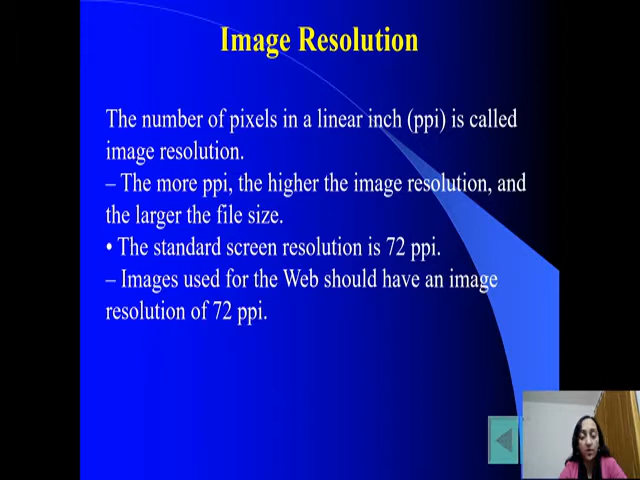 Image Resolution
The number of pixels in a linear inch (ppi) is called
image resolution.
– The more ppi, the higher the image resolution, and
the larger the file size.
• The standard screen resolution is 72 ppi.
– Images used for the Web should have an image
resolution of 72 ppi.